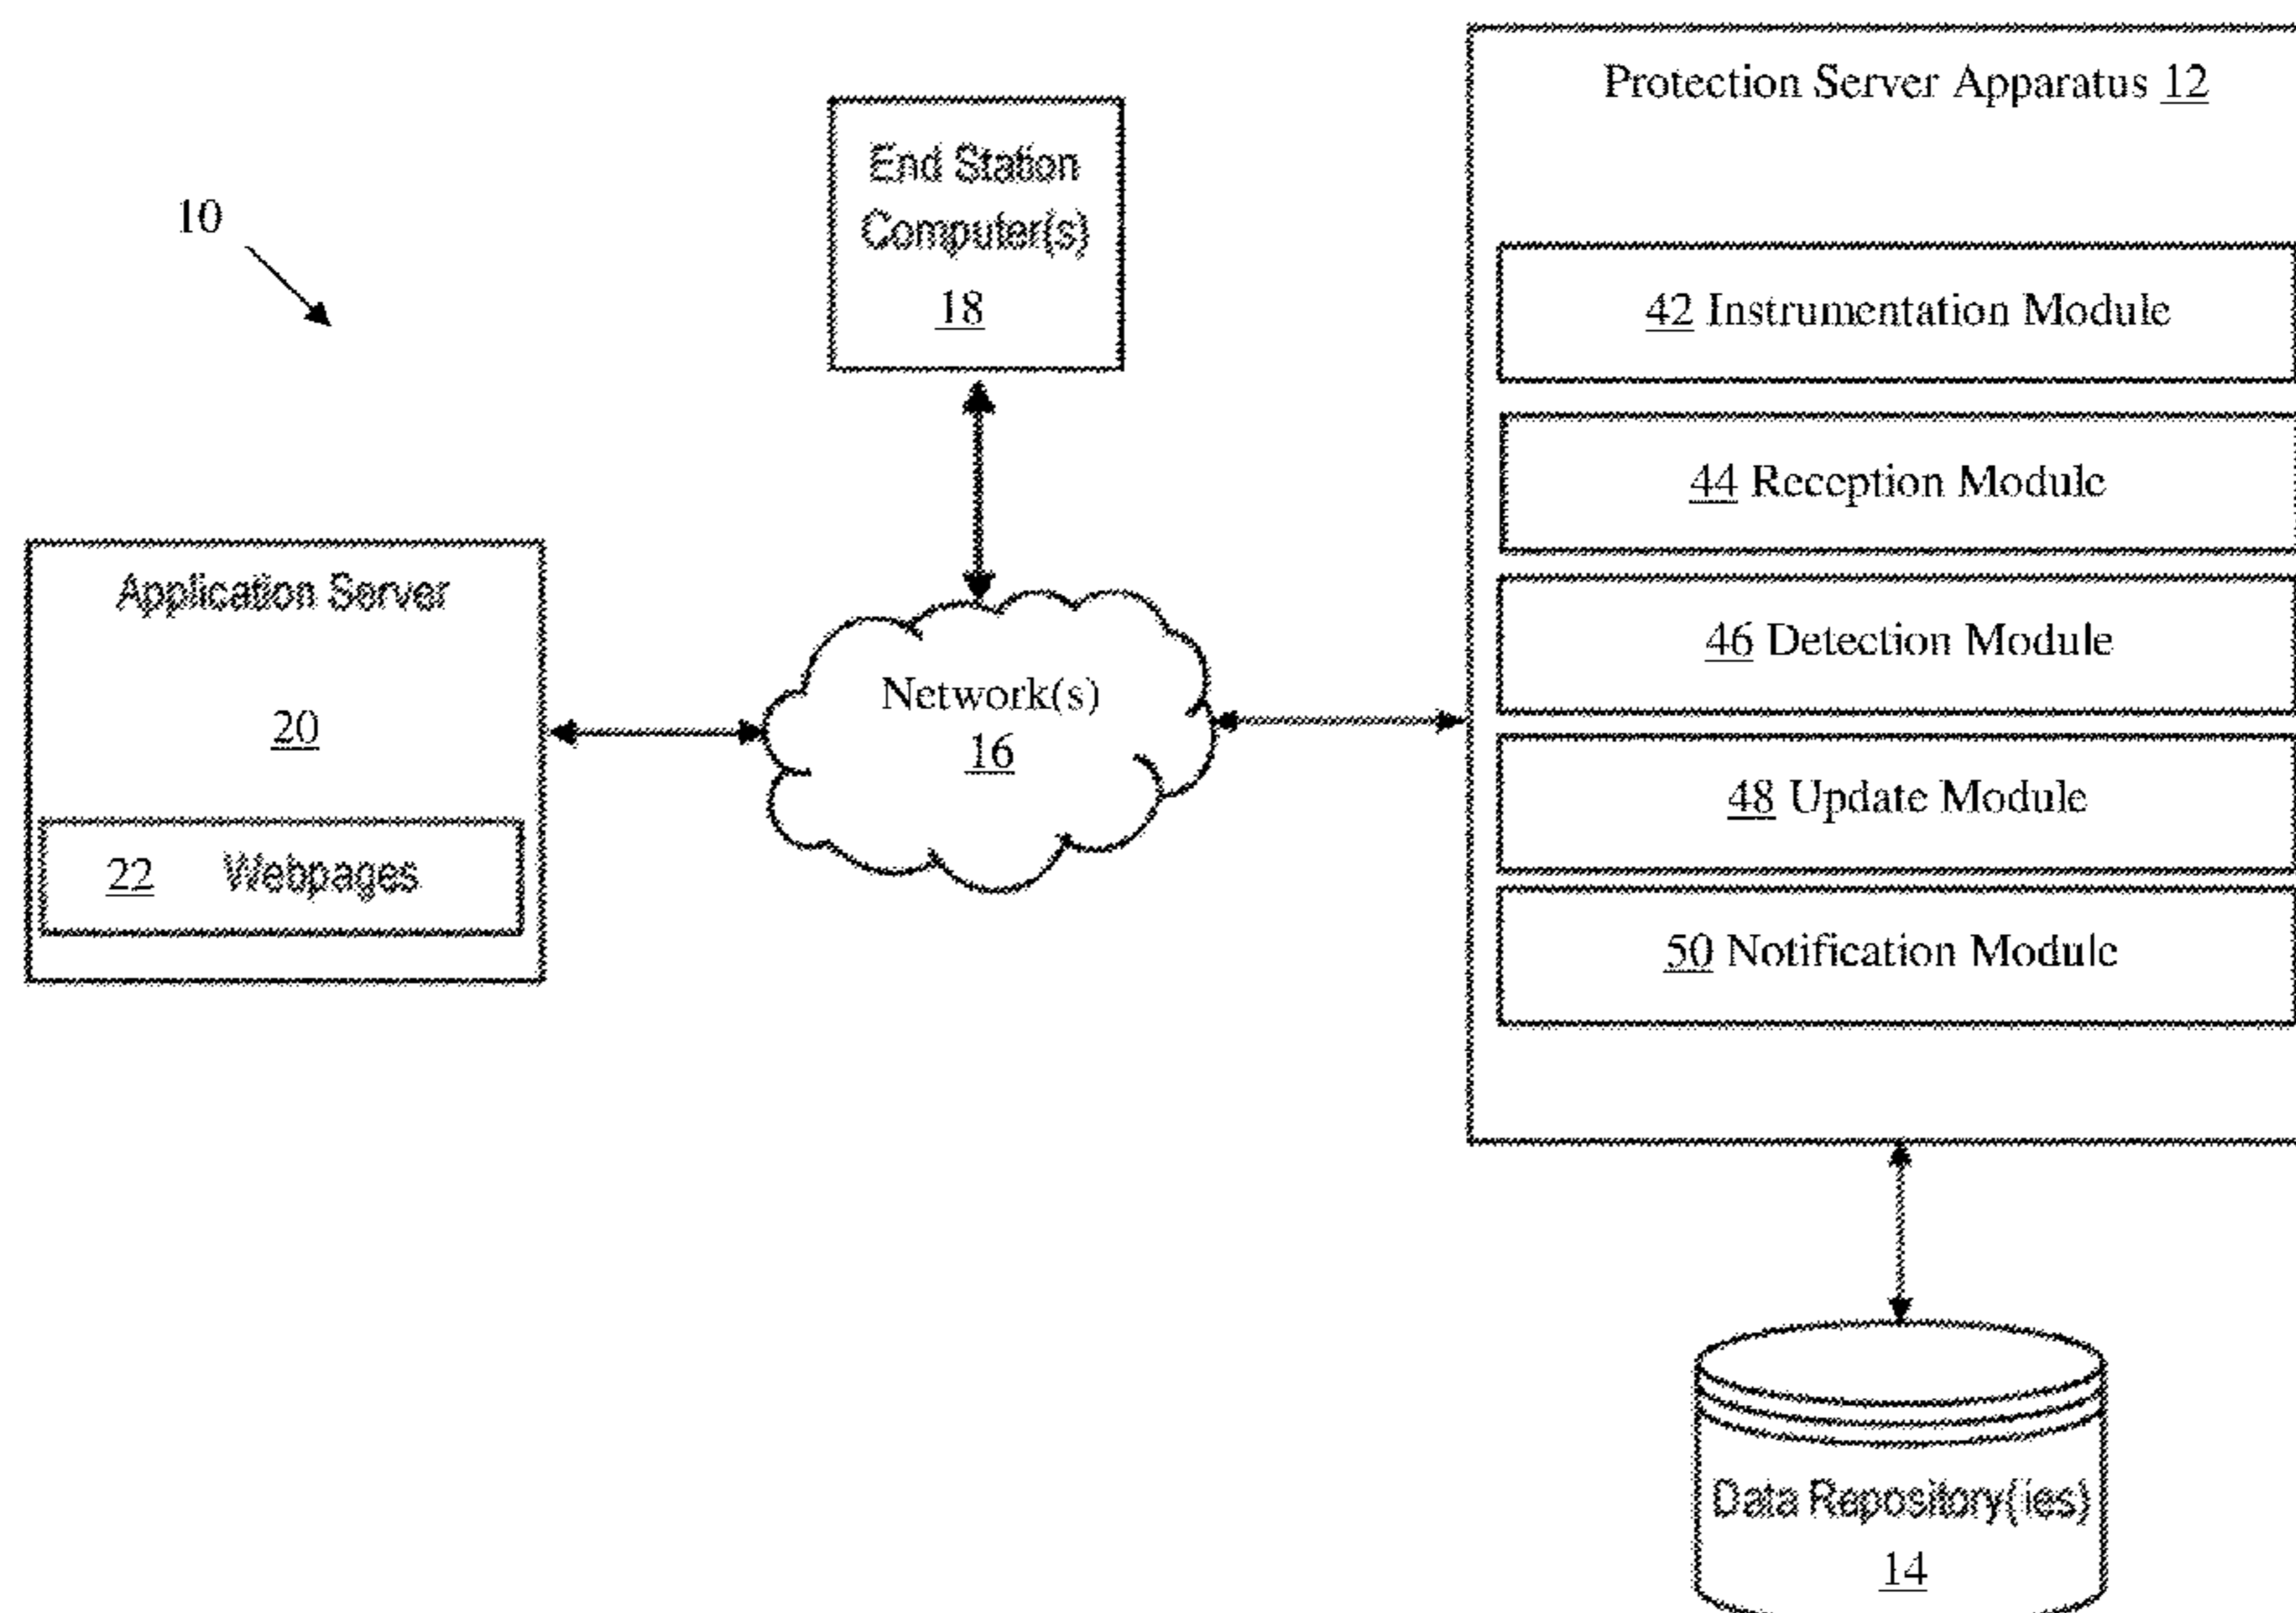 10
End Station
Computer(s)
18
Application Server
20
22 Webpages
Network(s)
16
Protection Server Apparatus 12
42 Instrumentation Module
44 Reception Module
46 Detection Module
48 Update Module
50 Notification Module
Data Repository(ies)
14